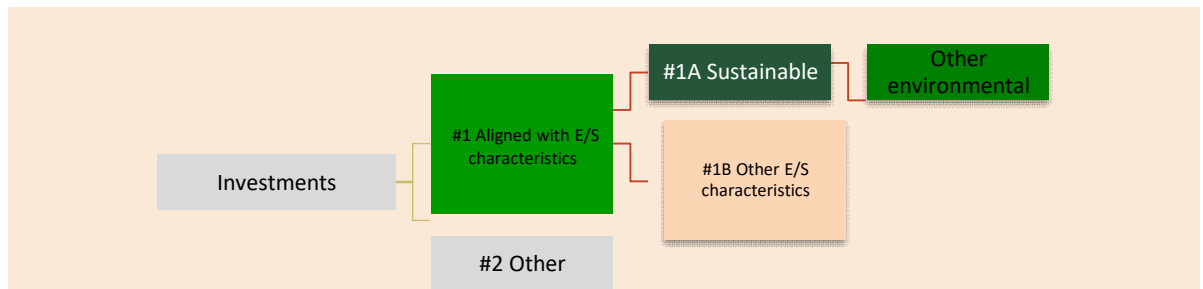 Investments
#1 Aligned with E/S
characteristics
#2 Other
#1A Sustainable
#1B Other E/S
characteristics
Other
environmental